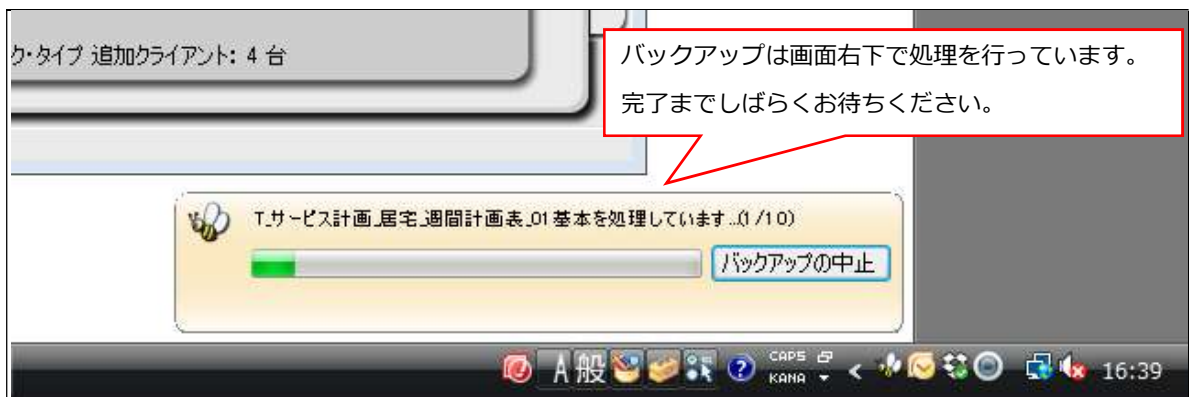 ク・タイプ 追加クライアント: 4 台
バックアップは画面右下で処理を行っています。
完了までしばらくお待ちください。
T_サービス計画_居宅_週間計画表_01基本を処理しています...(1/10)
バックアップの中止
A 般 CAPS KANA 16:39